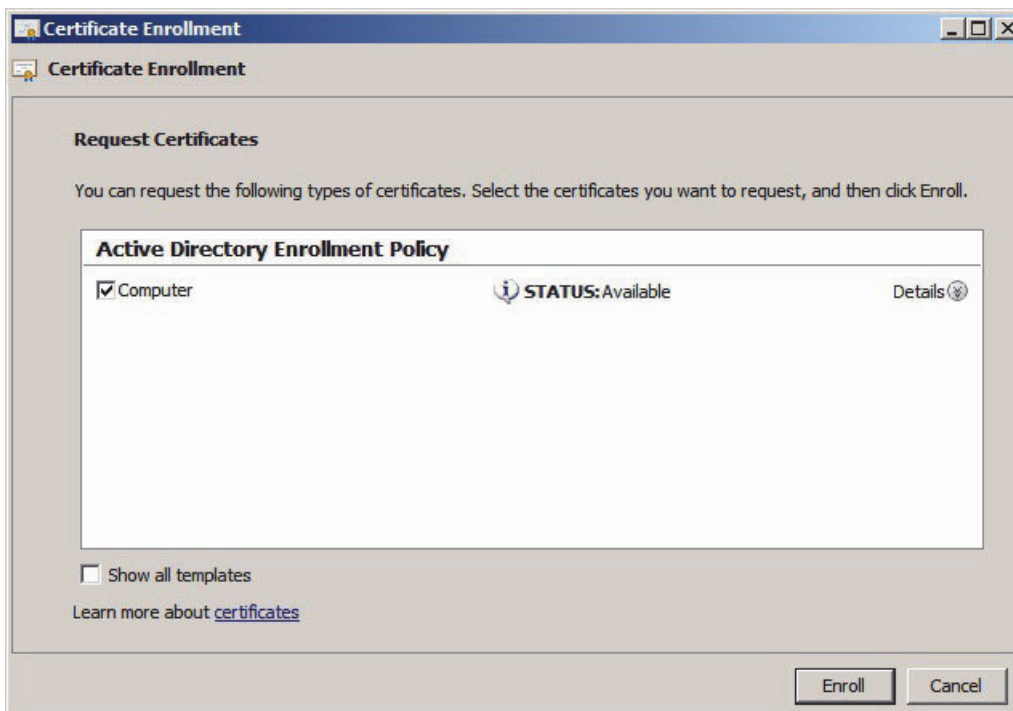 Certificate Enrollment
Certificate Enrollment
Request Certificates
You can request the following types of certificates. Select the certificates you want to request, and then click Enroll.
Active Directory Enrollment Policy
Computer STATUS: Available Details
Show all templates
Learn more about certificates
Enroll Cancel